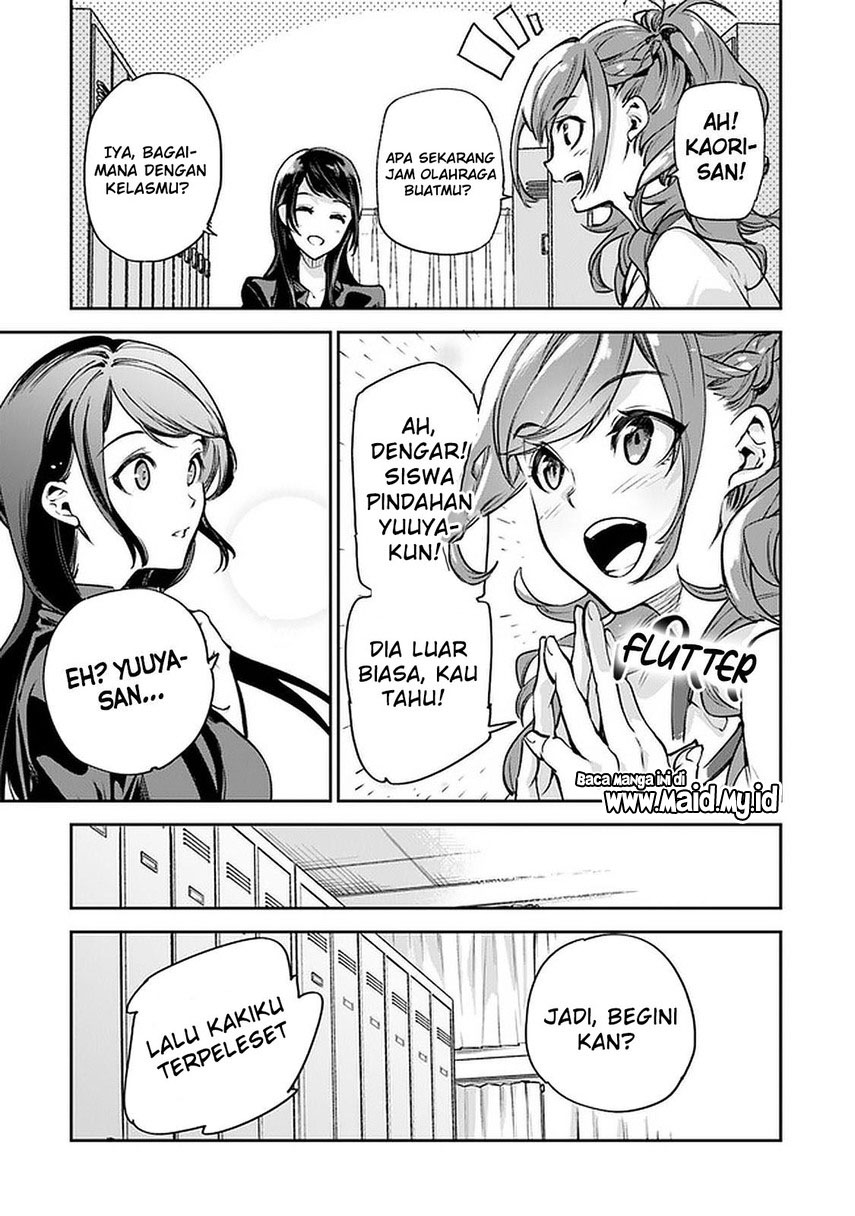 AH!
KAORI-
SAN!
APA SEKARANG
JAM OLAHRAGA
BUATMU?
IYA, BAGAI-
MANA DENGAN
KELASMU?
AH,
DENGAR!
SISWA
PINDAHAN
YUUYA-
KUN!
DIA LUAR
BIASA, KAU
TAHU!
FLUTTER
EH? YUUYA-
SAN...
Baca Manga ini di
www.Maid.My.id
JADI, BEGINI
KAN?
LALU KAKIKU
TERPELESET